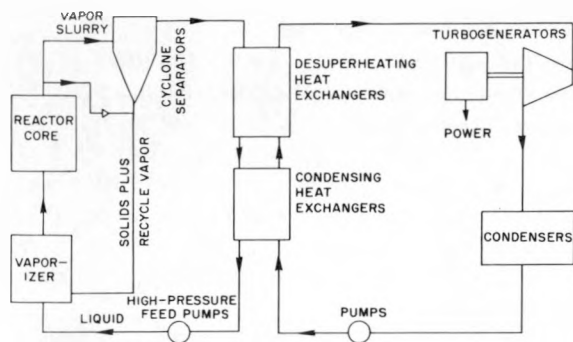 VAPOR
SLURRY
CYCLONE
SEPARATORS
REACTOR
CORE
SOLIDS PLUS
RECYCLE VAPOR
VAPOR-
IZER
LIQUID
HIGH-PRESSURE
FEED PUMPS
DESUPERHEATING
HEAT
EXCHANGERS
CONDENSING
HEAT
EXCHANGERS
TURBOGENERATORS
POWER
CONDENSERS
PUMPS